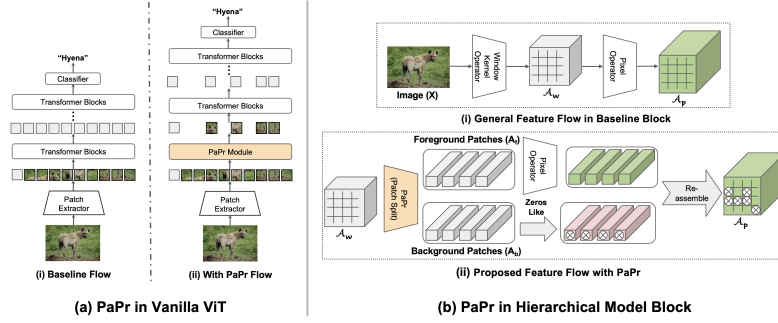 "Hyena"
Classifier
Transformer Blocks
Transformer Blocks
Patch
Extractor
(i) Baseline Flow
"Hyena"
Classifier
Transformer Blocks
Transformer Blocks
PaPr Module
Patch
Extractor
(ii) With PaPr Flow
(a) PaPr in Vanilla ViT
Image (X)
Window
Kernel
Operator
𝒜w
Pixel
Operator
𝒜p
(i) General Feature Flow in Baseline Block
𝒜w
PaPr
(Patch Split)
Foreground Patches (Af)
Pixel
Operator
Background Patches (Ab)
Zeros
Like
Re-
assemble
𝒜p
(ii) Proposed Feature Flow with PaPr
(b) PaPr in Hierarchical Model Block